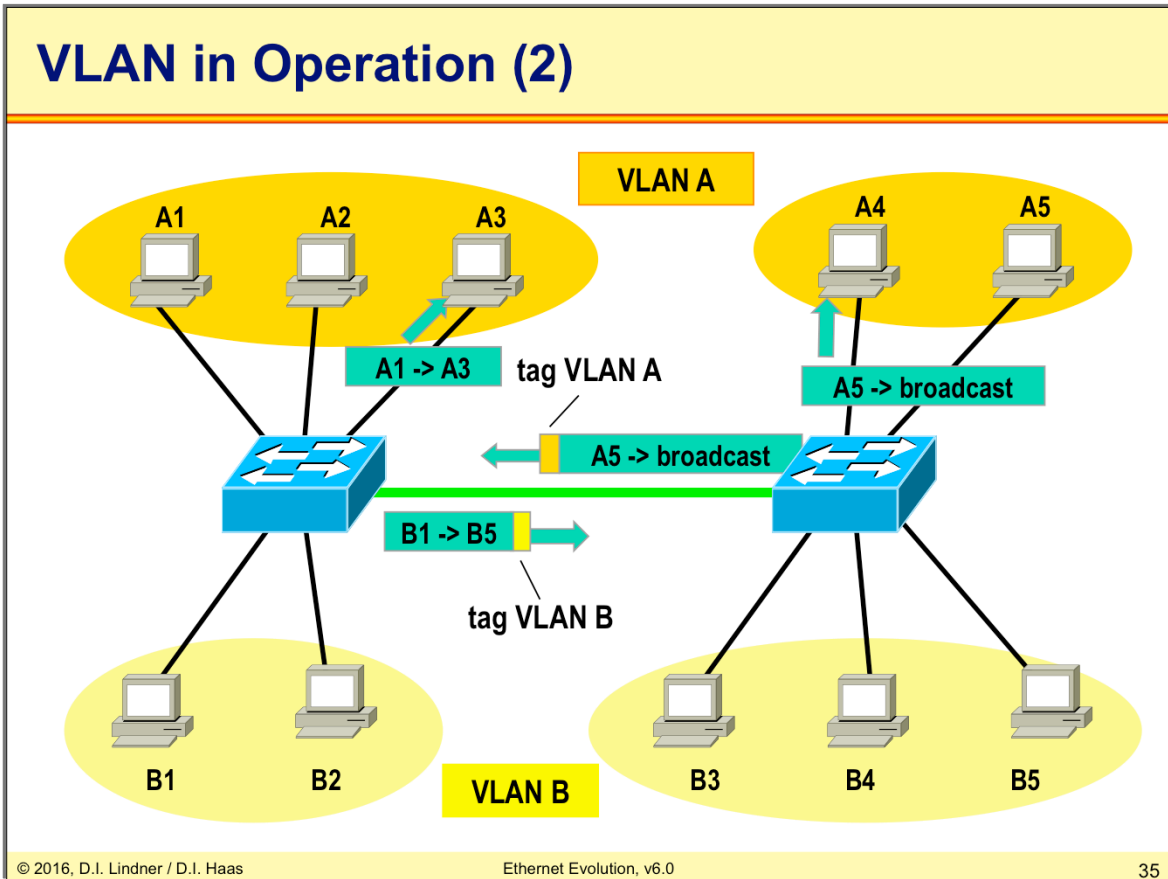 VLAN in Operation (2)
VLAN A
A1
A2
A3
A4
A5
A1 -> A3
tag VLAN A
A5 -> broadcast
A5 -> broadcast
B1 -> B5
tag VLAN B
B1
B2
B3
B4
B5
VLAN B
© 2016, D.I. Lindner / D.I. Haas
Ethernet Evolution, v6.0
35